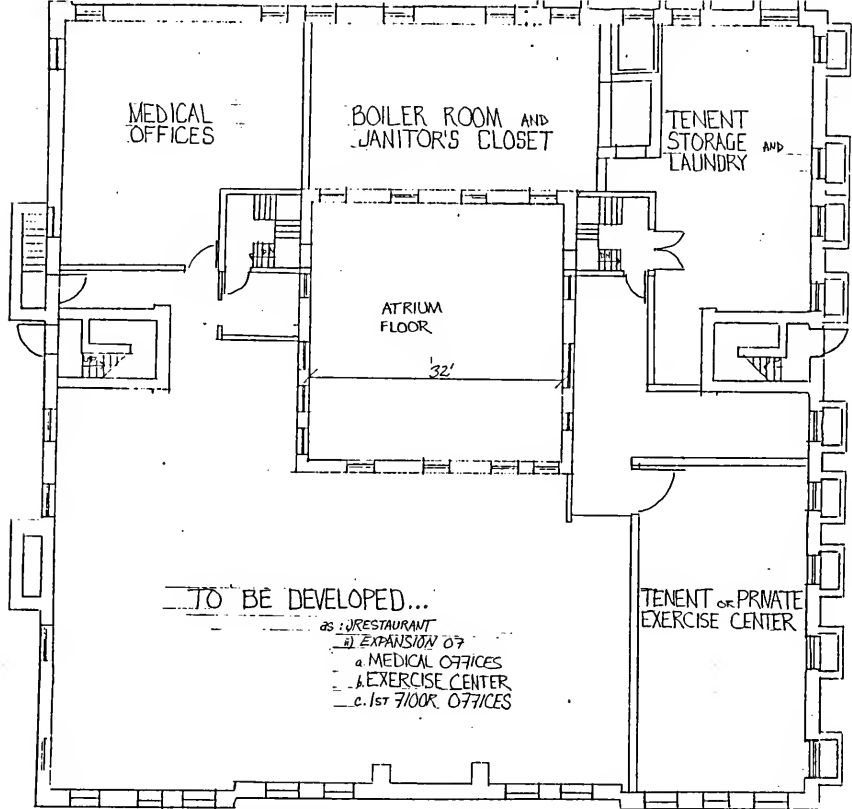 MEDICAL
OFFICES
BOILER ROOM AND
JANITOR'S CLOSET
TENENT
STORAGE AND
LAUNDRY
ATRIUM
FLOOR
32'
TO BE DEVELOPED...
as: i) RESTAURANT
ii) EXPANSION OF
a. MEDICAL OFFICES
b. EXERCISE CENTER
c. 1ST FLOOR OFFICES
TENENT or PRIVATE
EXERCISE CENTER